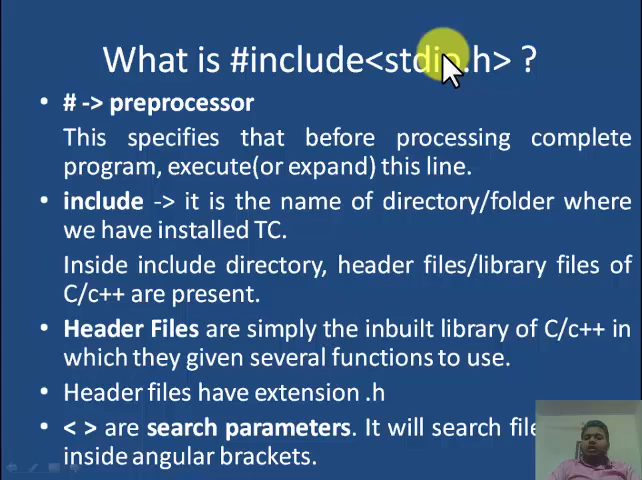 What is #include<stdio.h> ?
• # -> preprocessor
This specifies that before processing complete
program, execute(or expand) this line.
• include -> it is the name of directory/folder where
we have installed TC.
Inside include directory, header files/library files of
C/c++ are present.
• Header Files are simply the inbuilt library of C/c++ in
which they given several functions to use.
• Header files have extension .h
• < > are search parameters. It will search
inside angular brackets.